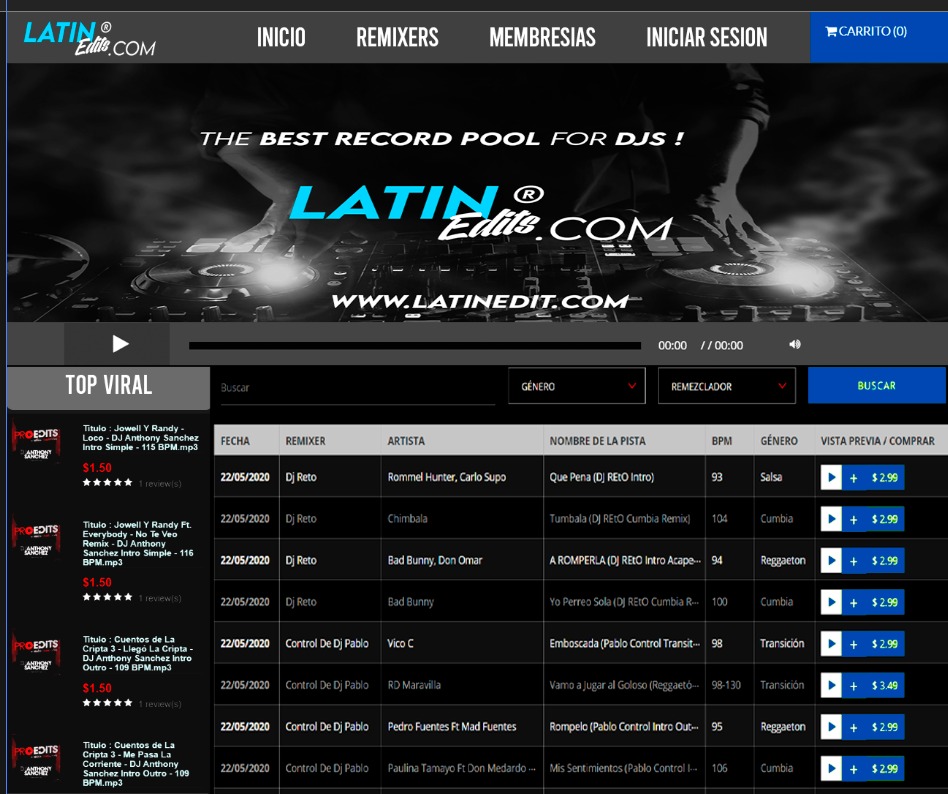 LATIN®
Edits.COM
INICIO REMIXERS MEMBRESIAS INICIAR SESION CARRITO (0)
THE BEST RECORD POOL FOR DJS !
LATIN®
Edits.COM
WWW.LATINEDIT.COM
00:00 // 00:00
TOP VIRAL
Buscar GÉNERO REMEZCLADOR BUSCAR
PROEDITS
DJ ANTHONY
SANCHEZ
Titulo : Jowell Y Randy -
Loco - DJ Anthony Sanchez
Intro Simple - 115 BPM.mp3
$1.50
1 review(s)
PROEDITS
DJ ANTHONY
SANCHEZ
Titulo : Jowell Y Randy Ft.
Everybody - No Te Veo
Remix - DJ Anthony
Sanchez Intro Simple - 116
BPM.mp3
$1.50
1 review(s)
PROEDITS
DJ ANTHONY
SANCHEZ
Titulo : Cuentos de La
Cripta 3 - Llegó La Cripta -
DJ Anthony Sanchez Intro
Outro - 109 BPM.mp3
$1.50
1 review(s)
PROEDITS
DJ ANTHONY
SANCHEZ
Titulo : Cuentos de La
Cripta 3 - Me Pasa La
Corriente - DJ Anthony
Sanchez Intro Outro - 109
BPM.mp3
FECHA REMIXER ARTISTA NOMBRE DE LA PISTA BPM GÉNERO VISTA PREVIA / COMPRAR
22/05/2020 Dj Reto Rommel Hunter, Carlo Supo Que Pena (DJ REtO Intro) 93 Salsa + $ 2.99
22/05/2020 Dj Reto Chimbala Tumbala (DJ REtO Cumbia Remix) 104 Cumbia + $ 2.99
22/05/2020 Dj Reto Bad Bunny, Don Omar A ROMPERLA (DJ REtO Intro Acape··· 94 Reggaeton + $ 2.99
22/05/2020 Dj Reto Bad Bunny Yo Perreo Sola (DJ REtO Cumbia R··· 100 Cumbia + $ 2.99
22/05/2020 Control De Dj Pablo Vico C Emboscada (Pablo Control Transit··· 98 Transición + $ 2.99
22/05/2020 Control De Dj Pablo RD Maravilla Vamo a Jugar al Goloso (Reggaetó··· 98-130 Transición + $ 3.49
22/05/2020 Control De Dj Pablo Pedro Fuentes Ft Mad Fuentes Rompelo (Pablo Control Intro Out··· 95 Reggaeton + $ 2.99
22/05/2020 Control De Dj Pablo Paulina Tamayo Ft Don Medardo ··· Mis Sentimientos (Pablo Control I··· 106 Cumbia + $ 2.99